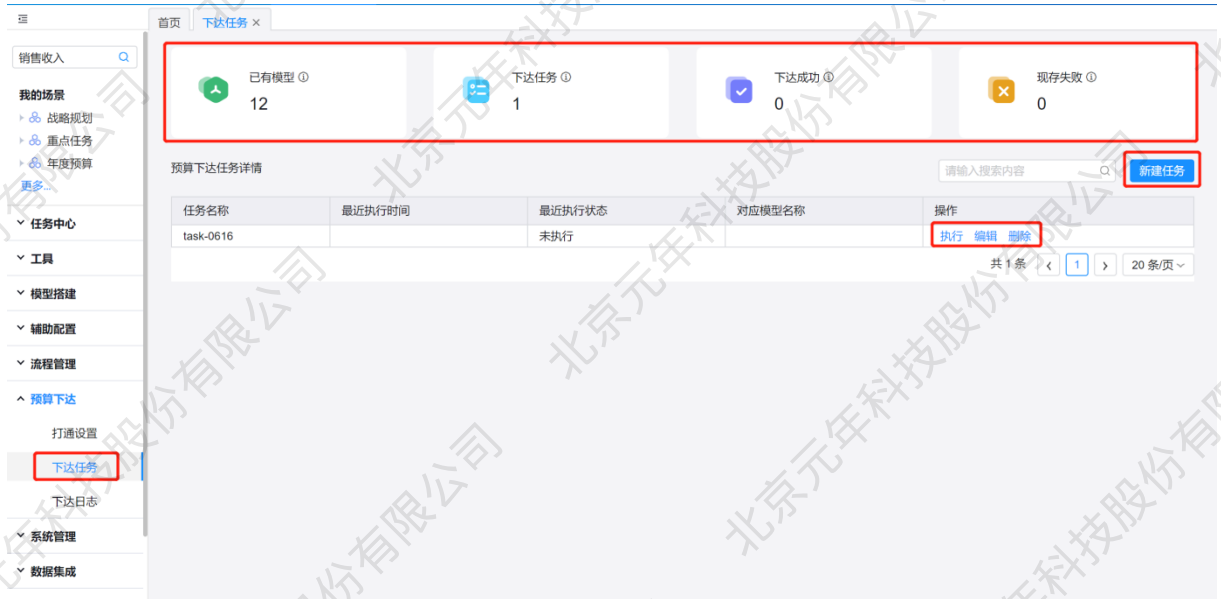 首页 下达任务 ×
销售收入
我的场景
战略规划
重点任务
年度预算
更多...
任务中心
工具
模型搭建
辅助配置
流程管理
预算下达
打通设置
下达任务
下达日志
系统管理
数据集成
已有模型
12
下达任务
1
下达成功
0
现存失败
0
预算下达任务详情
请输入搜索内容
新建任务
任务名称 最近执行时间 最近执行状态 对应模型名称 操作
task-0616 未执行 执行 编辑 删除
共 1 条 < 1 > 20 条/页
北京元年科技股份有限公司